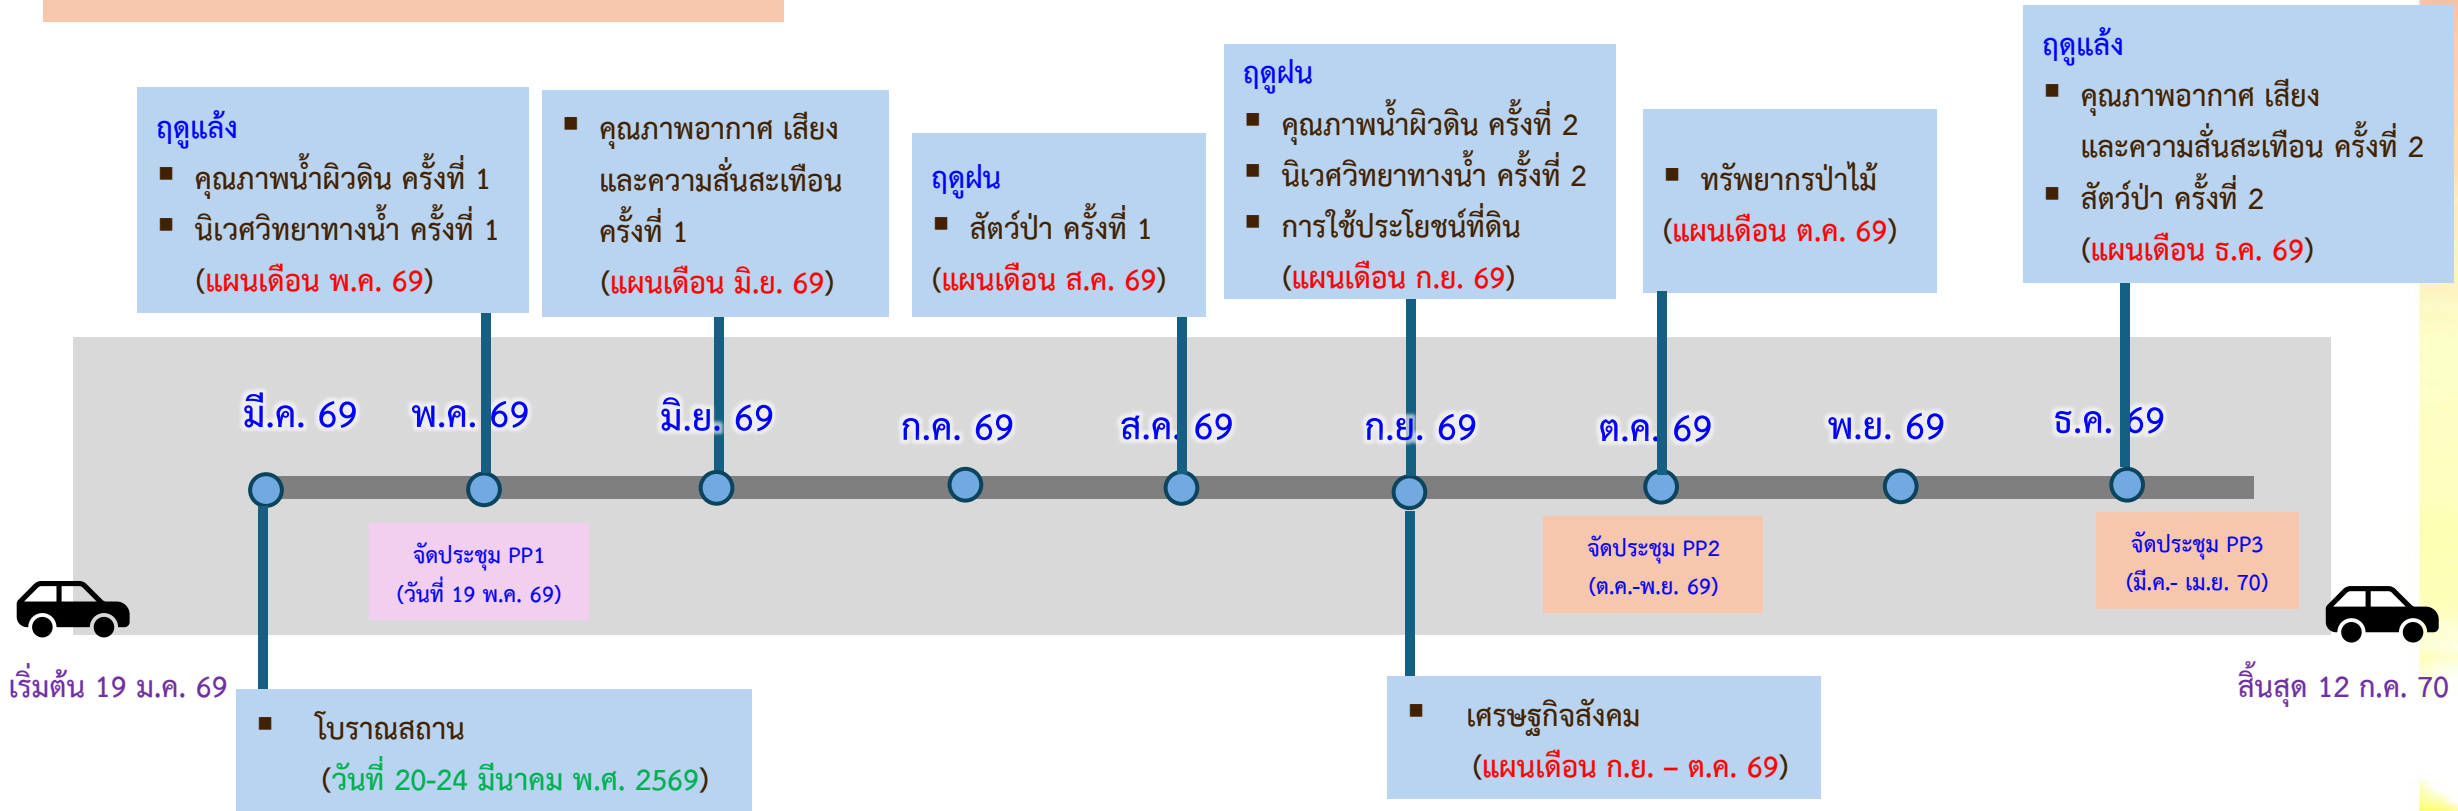 ฤดูแล้ง
▪ คุณภาพน้ำผิวดิน ครั้งที่ 1
▪ นิเวศวิทยาทางน้ำ ครั้งที่ 1
(แผนเดือน พ.ค. 69)
▪ คุณภาพอากาศ เสียง
และความสั่นสะเทือน
ครั้งที่ 1
(แผนเดือน มิ.ย. 69)
ฤดูฝน
▪ สัตว์ป่า ครั้งที่ 1
(แผนเดือน ส.ค. 69)
ฤดูฝน
▪ คุณภาพน้ำผิวดิน ครั้งที่ 2
▪ นิเวศวิทยาทางน้ำ ครั้งที่ 2
▪ การใช้ประโยชน์ที่ดิน
(แผนเดือน ก.ย. 69)
▪ ทรัพยากรป่าไม้
(แผนเดือน ต.ค. 69)
ฤดูแล้ง
▪ คุณภาพอากาศ เสียง
และความสั่นสะเทือน ครั้งที่ 2
▪ สัตว์ป่า ครั้งที่ 2
(แผนเดือน ธ.ค. 69)
มี.ค. 69
พ.ค. 69
มิ.ย. 69
ก.ค. 69
ส.ค. 69
ก.ย. 69
ต.ค. 69
พ.ย. 69
ธ.ค. 69
จัดประชุม PP1
(วันที่ 19 พ.ค. 69)
จัดประชุม PP2
(ต.ค.-พ.ย. 69)
จัดประชุม PP3
(มี.ค.- เม.ย. 70)
เริ่มต้น 19 ม.ค. 69
สิ้นสุด 12 ก.ค. 70
▪ โบราณสถาน
(วันที่ 20-24 มีนาคม พ.ศ. 2569)
▪ เศรษฐกิจสังคม
(แผนเดือน ก.ย. – ต.ค. 69)